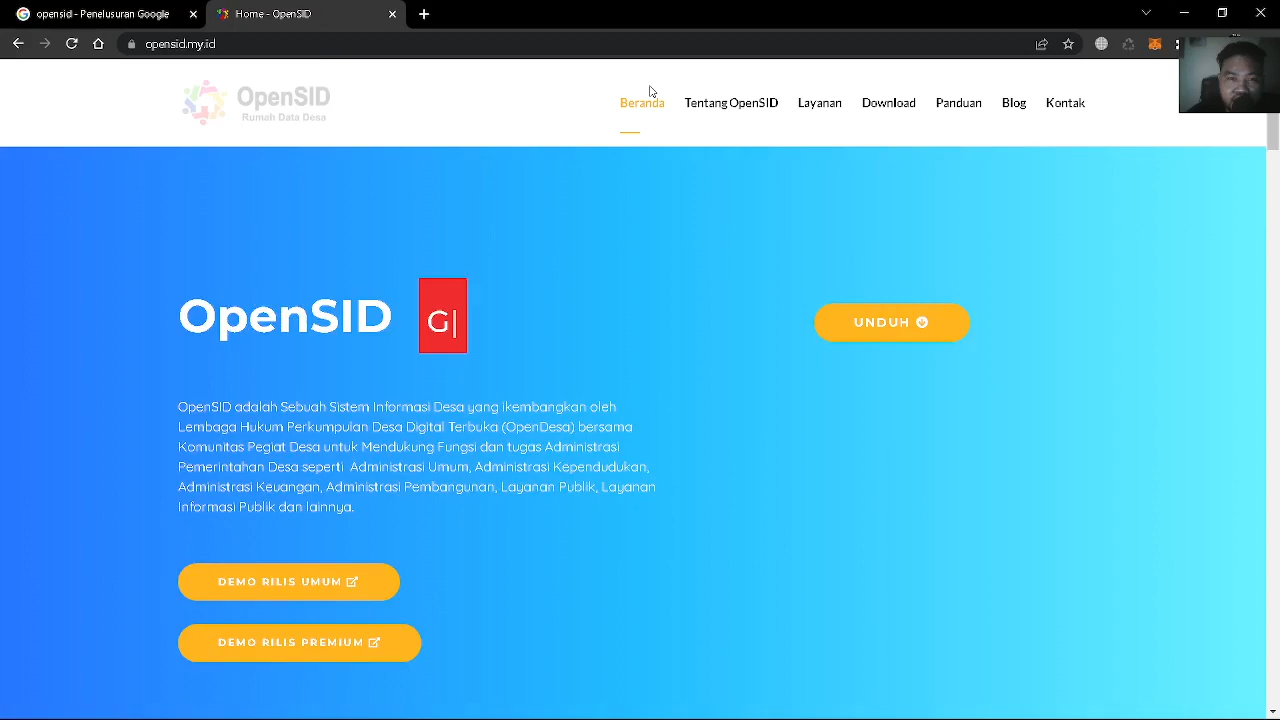 opensid - Penelusuran Google
Home - OpenSID
opensid.my.id
OpenSID
Rumah Data Desa
Beranda
Tentang OpenSID
Layanan
Download
Panduan
Blog
Kontak
OpenSID G|
UNDUH
OpenSID adalah Sebuah Sistem Informasi Desa yang ikembangkan oleh
Lembaga Hukum Perkumpulan Desa Digital Terbuka (OpenDesa) bersama
Komunitas Pegiat Desa untuk Mendukung Fungsi dan tugas Administrasi
Pemerintahan Desa seperti Administrasi Umum, Administrasi Kependudukan,
Administrasi Keuangan, Administrasi Pembangunan, Layanan Publik, Layanan
Informasi Publik dan lainnya.
DEMO RILIS UMUM
DEMO RILIS PREMIUM